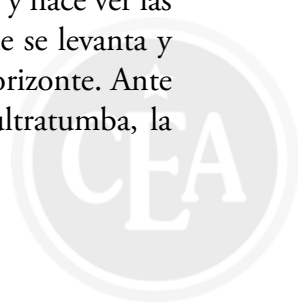 y hace ver las
e se levanta y
orizonte. Ante
ultratumba, la
CEA